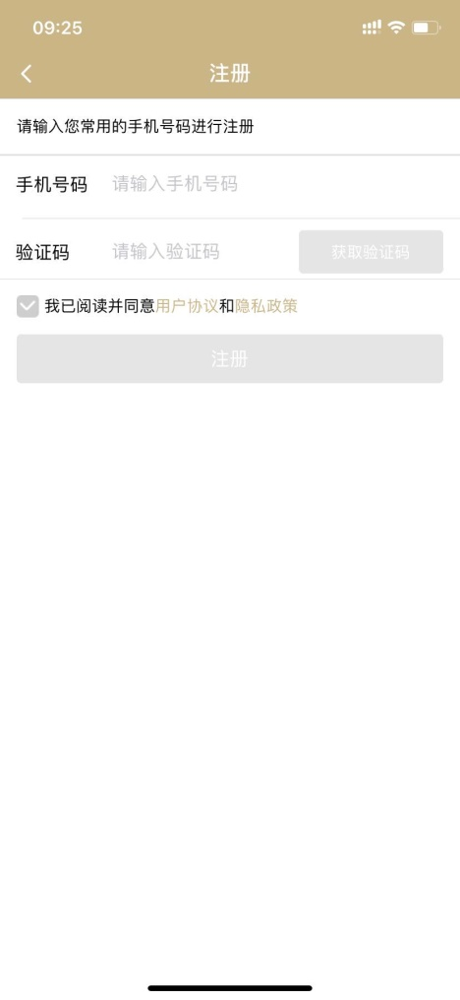 09:25
注册
请输入您常用的手机号码进行注册
手机号码 请输入手机号码
验证码 请输入验证码 获取验证码
我已阅读并同意用户协议和隐私政策
注册